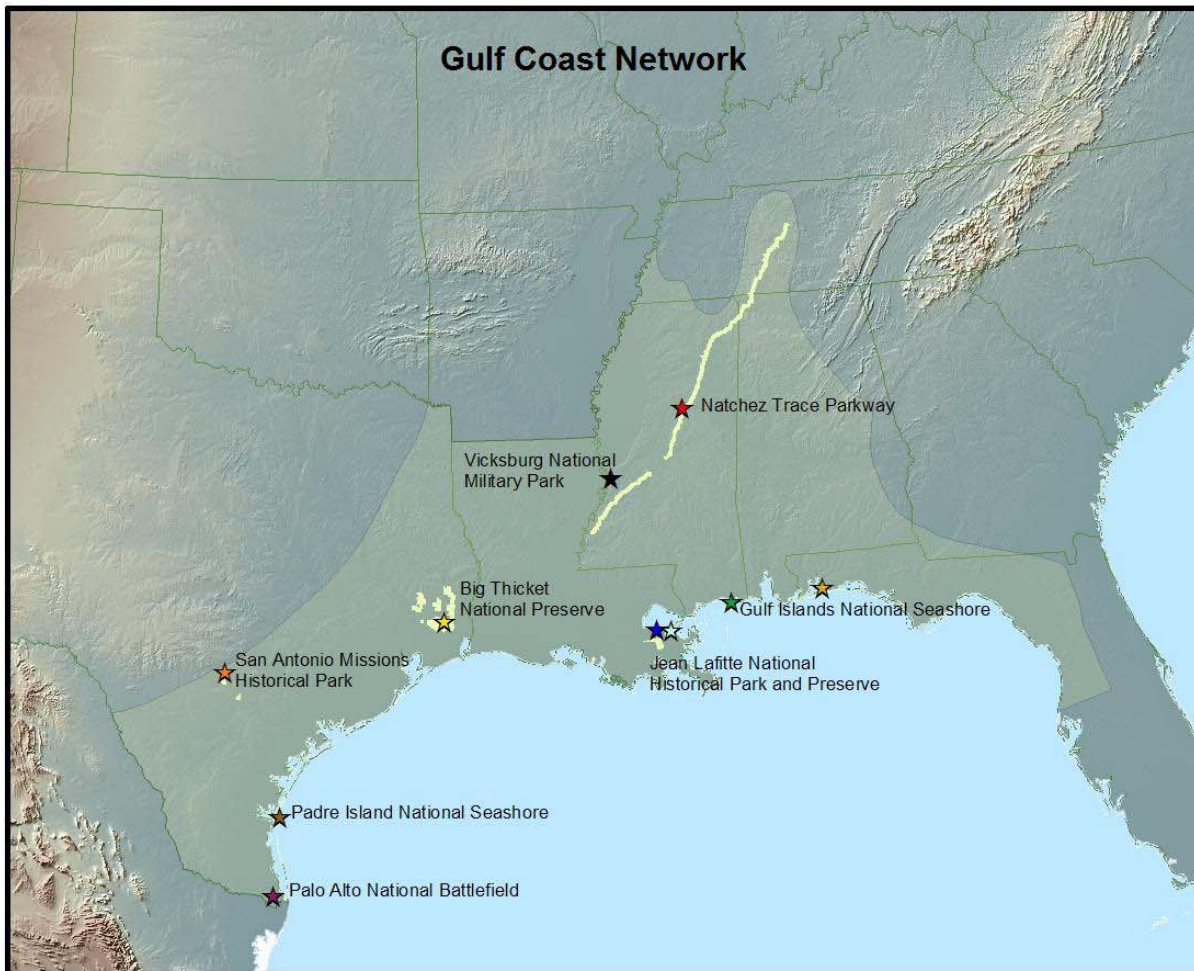 Gulf Coast Network
Natchez Trace Parkway
Vicksburg National
Military Park
Big Thicket
National Preserve
Gulf Islands National Seashore
San Antonio Missions
Historical Park
Jean Lafitte National
Historical Park and Preserve
Padre Island National Seashore
Palo Alto National Battlefield